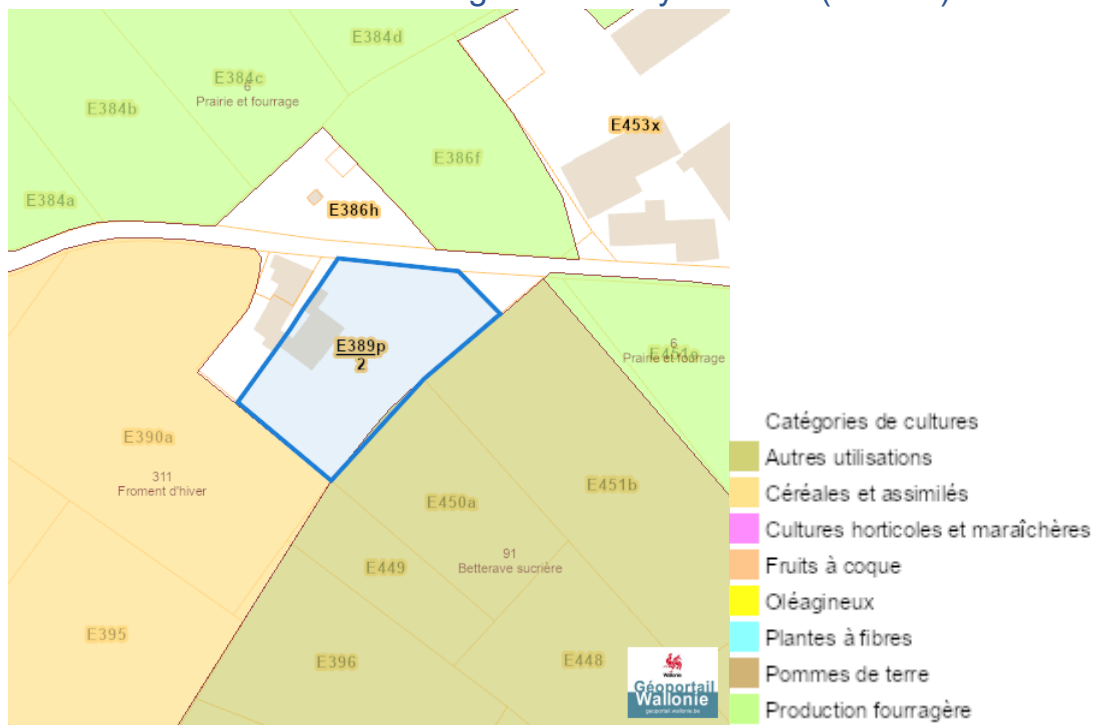 E384d
E384c
6
Prairie et fourrage
E384b
E453x
E386f
E384a
E386h
E389p
2
6
Prairie et fourrage
E390a
311
Froment d'hiver
E451b
E450a
91
Betterave sucrière
E449
E395
E396
E448
Wallonie
Géoportail
Wallonie
geoportail.wallonie.be
Catégories de cultures
Autres utilisations
Céréales et assimilés
Cultures horticoles et maraîchères
Fruits à coque
Oléagineux
Plantes à fibres
Pommes de terre
Production fourragère